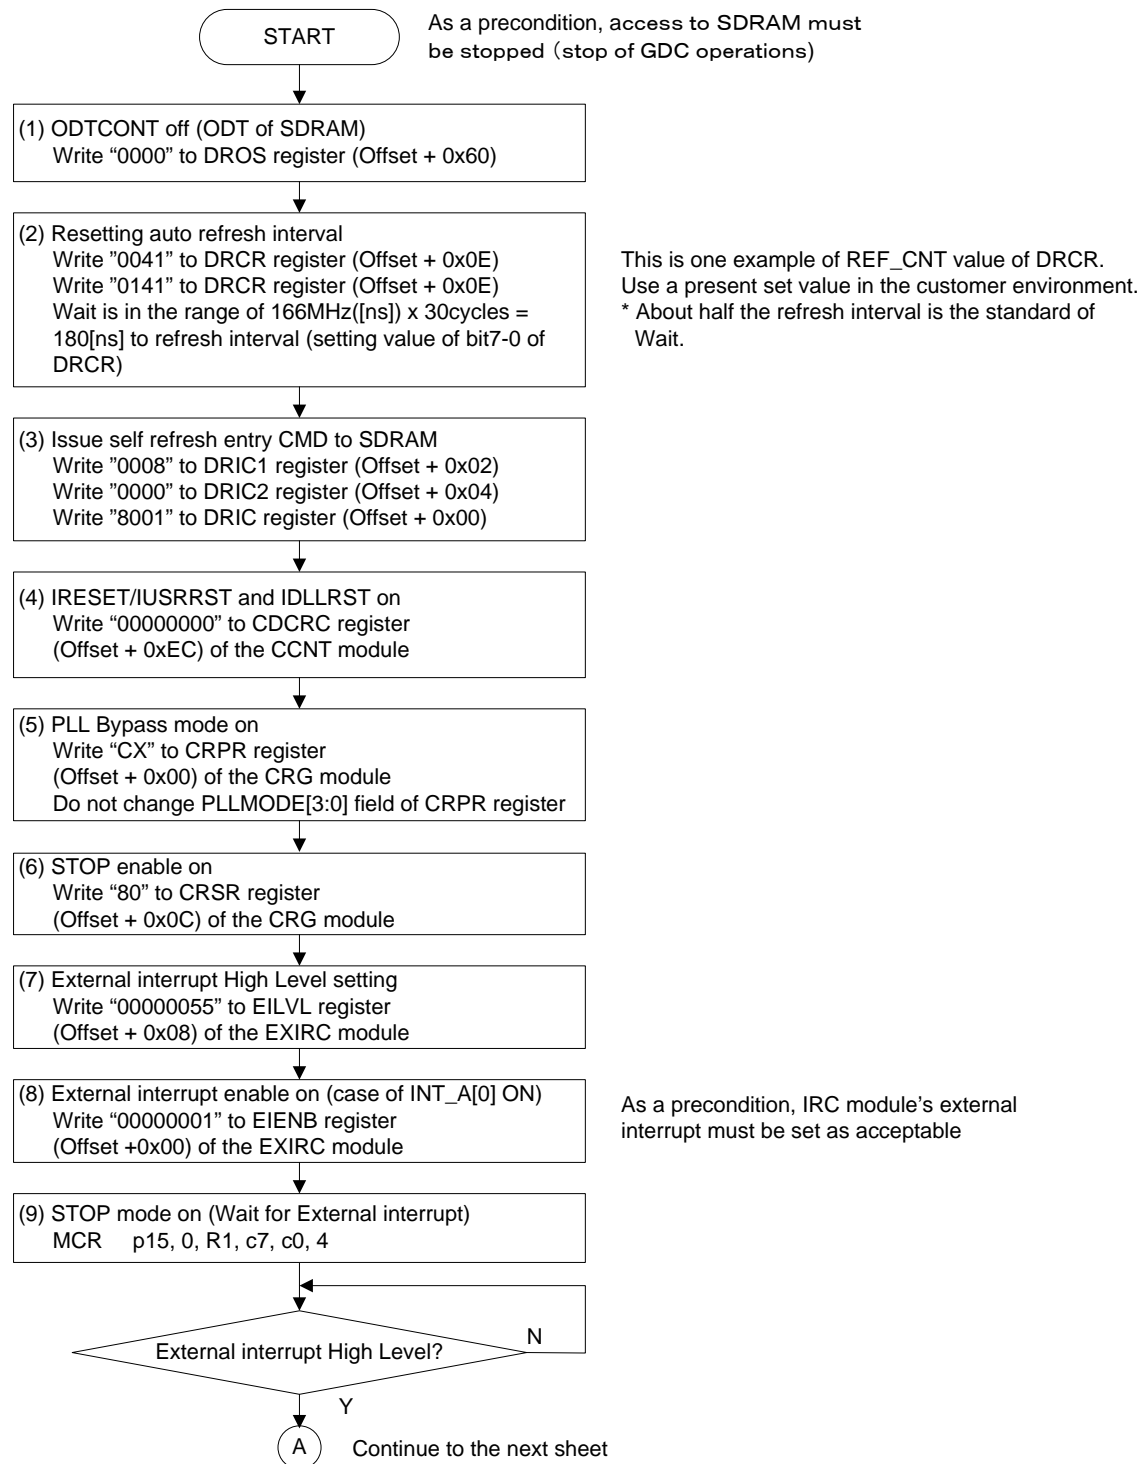 START
As a precondition, access to SDRAM must
be stopped (stop of GDC operations)
(1) ODTCONT off (ODT of SDRAM)
Write “0000” to DROS register (Offset + 0x60)
(2) Resetting auto refresh interval
Write ”0041” to DRCR register (Offset + 0x0E)
Write ”0141” to DRCR register (Offset + 0x0E)
Wait is in the range of 166MHz([ns]) x 30cycles =
180[ns] to refresh interval (setting value of bit7-0 of
DRCR)
This is one example of REF_CNT value of DRCR.
Use a present set value in the customer environment.
* About half the refresh interval is the standard of
Wait.
(3) Issue self refresh entry CMD to SDRAM
Write "0008” to DRIC1 register (Offset + 0x02)
Write "0000” to DRIC2 register (Offset + 0x04)
Write "8001” to DRIC register (Offset + 0x00)
(4) IRESET/IUSRRST and IDLLRST on
Write “00000000” to CDCRC register
(Offset + 0xEC) of the CCNT module
(5) PLL Bypass mode on
Write “CX” to CRPR register
(Offset + 0x00) of the CRG module
Do not change PLLMODE[3:0] field of CRPR register
(6) STOP enable on
Write “80” to CRSR register
(Offset + 0x0C) of the CRG module
(7) External interrupt High Level setting
Write “00000055” to EILVL register
(Offset + 0x08) of the EXIRC module
(8) External interrupt enable on (case of INT_A[0] ON)
Write “00000001” to EIENB register
(Offset +0x00) of the EXIRC module
As a precondition, IRC module’s external
interrupt must be set as acceptable
(9) STOP mode on (Wait for External interrupt)
MCR p15, 0, R1, c7, c0, 4
External interrupt High Level?
N
Y
A
Continue to the next sheet